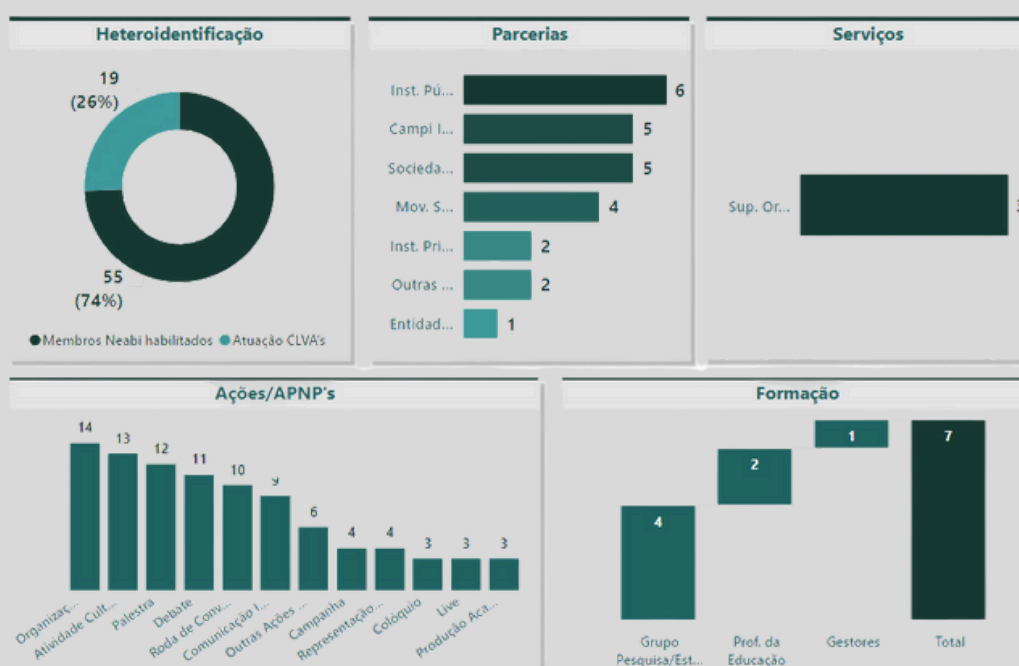 Heteroidentificação
19
(26%)
55
(74%)
Membros Neabi habilitados
Atuação CLVA's
Parcerias
Inst. Pú... 6
Campi I... 5
Socieda... 5
Mov. S... 4
Inst. Pri... 2
Outras ... 2
Entidad... 1
Serviços
Sup. Or...
Ações/APNP's
14
13
12
11
10
9
6
4
4
3
3
3
Organizaç...
Atividade Cult...
Palestra
Debate
Roda de Conv...
Comunicação I...
Outras Ações ...
Campanha
Representação...
Colóquio
Live
Produção Aca...
Formação
4
2
1
7
Grupo
Pesquisa/Est...
Prof. da
Educação
Gestores
Total